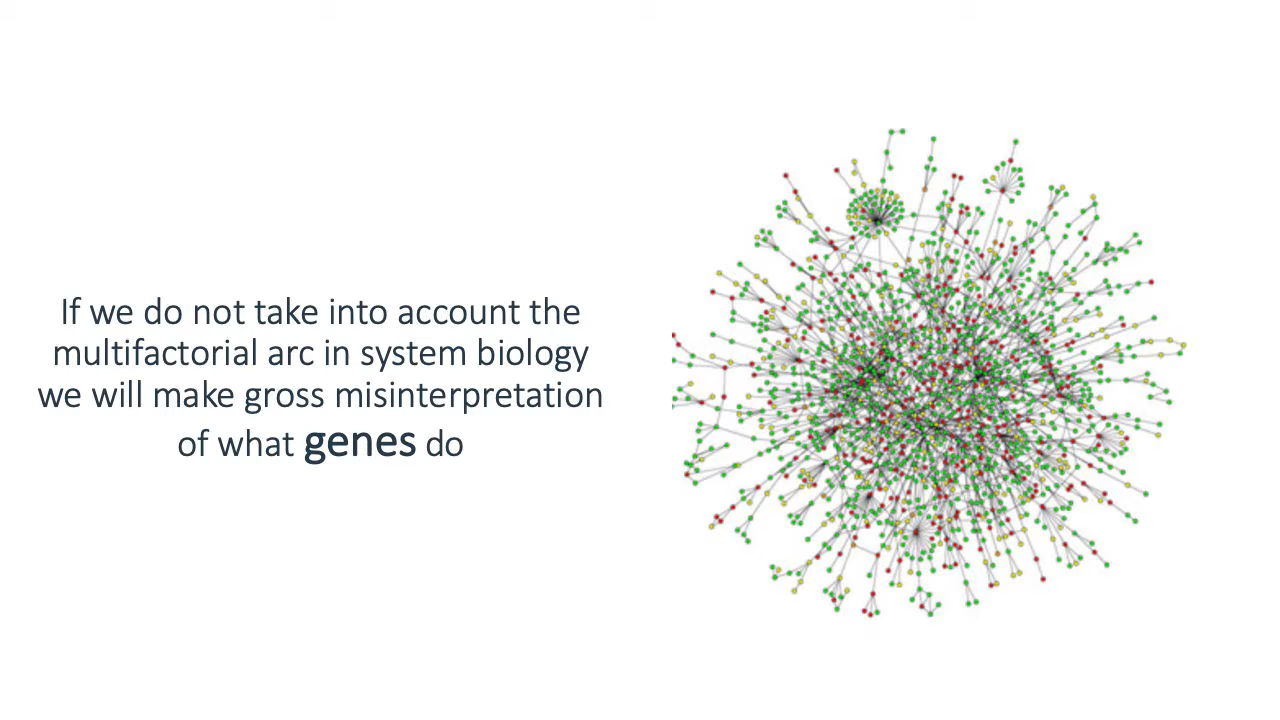 If we do not take into account the
multifactorial arc in system biology
we will make gross misinterpretation
of what genes do